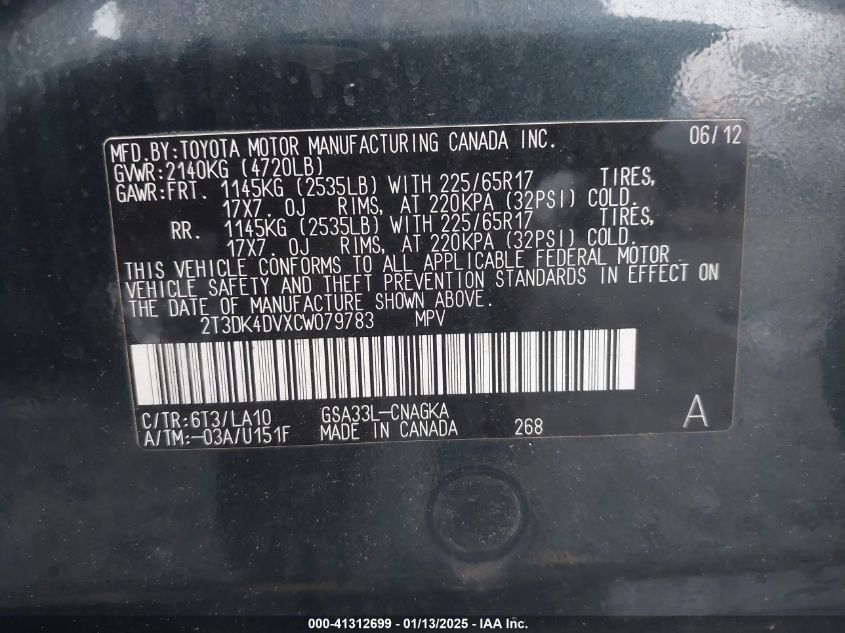 MFD.BY:TOYOTA MOTOR MANUFACTURING CANADA INC. 06/12
GVWR:2140KG (4720LB)
GAWR:FRT. 1145KG (2535LB) WITH 225/65R17 TIRES,
17X7.0J RIMS, AT 220KPA (32PSI) COLD.
RR. 1145KG (2535LB) WITH 225/65R17 TIRES,
17X7.0J RIMS, AT 220KPA (32PSI) COLD.
THIS VEHICLE CONFORMS TO ALL APPLICABLE FEDERAL MOTOR
VEHICLE SAFETY AND THEFT PREVENTION STANDARDS IN EFFECT ON
THE DATE OF MANUFACTURE SHOWN ABOVE.
2T3DK4DVXCW079783 MPV
C/TR:6T3/LA10 GSA33L-CNAGKA A
A/TM:-03A/U151F MADE IN CANADA 268
000-41312699 - 01/13/2025 - IAA Inc.